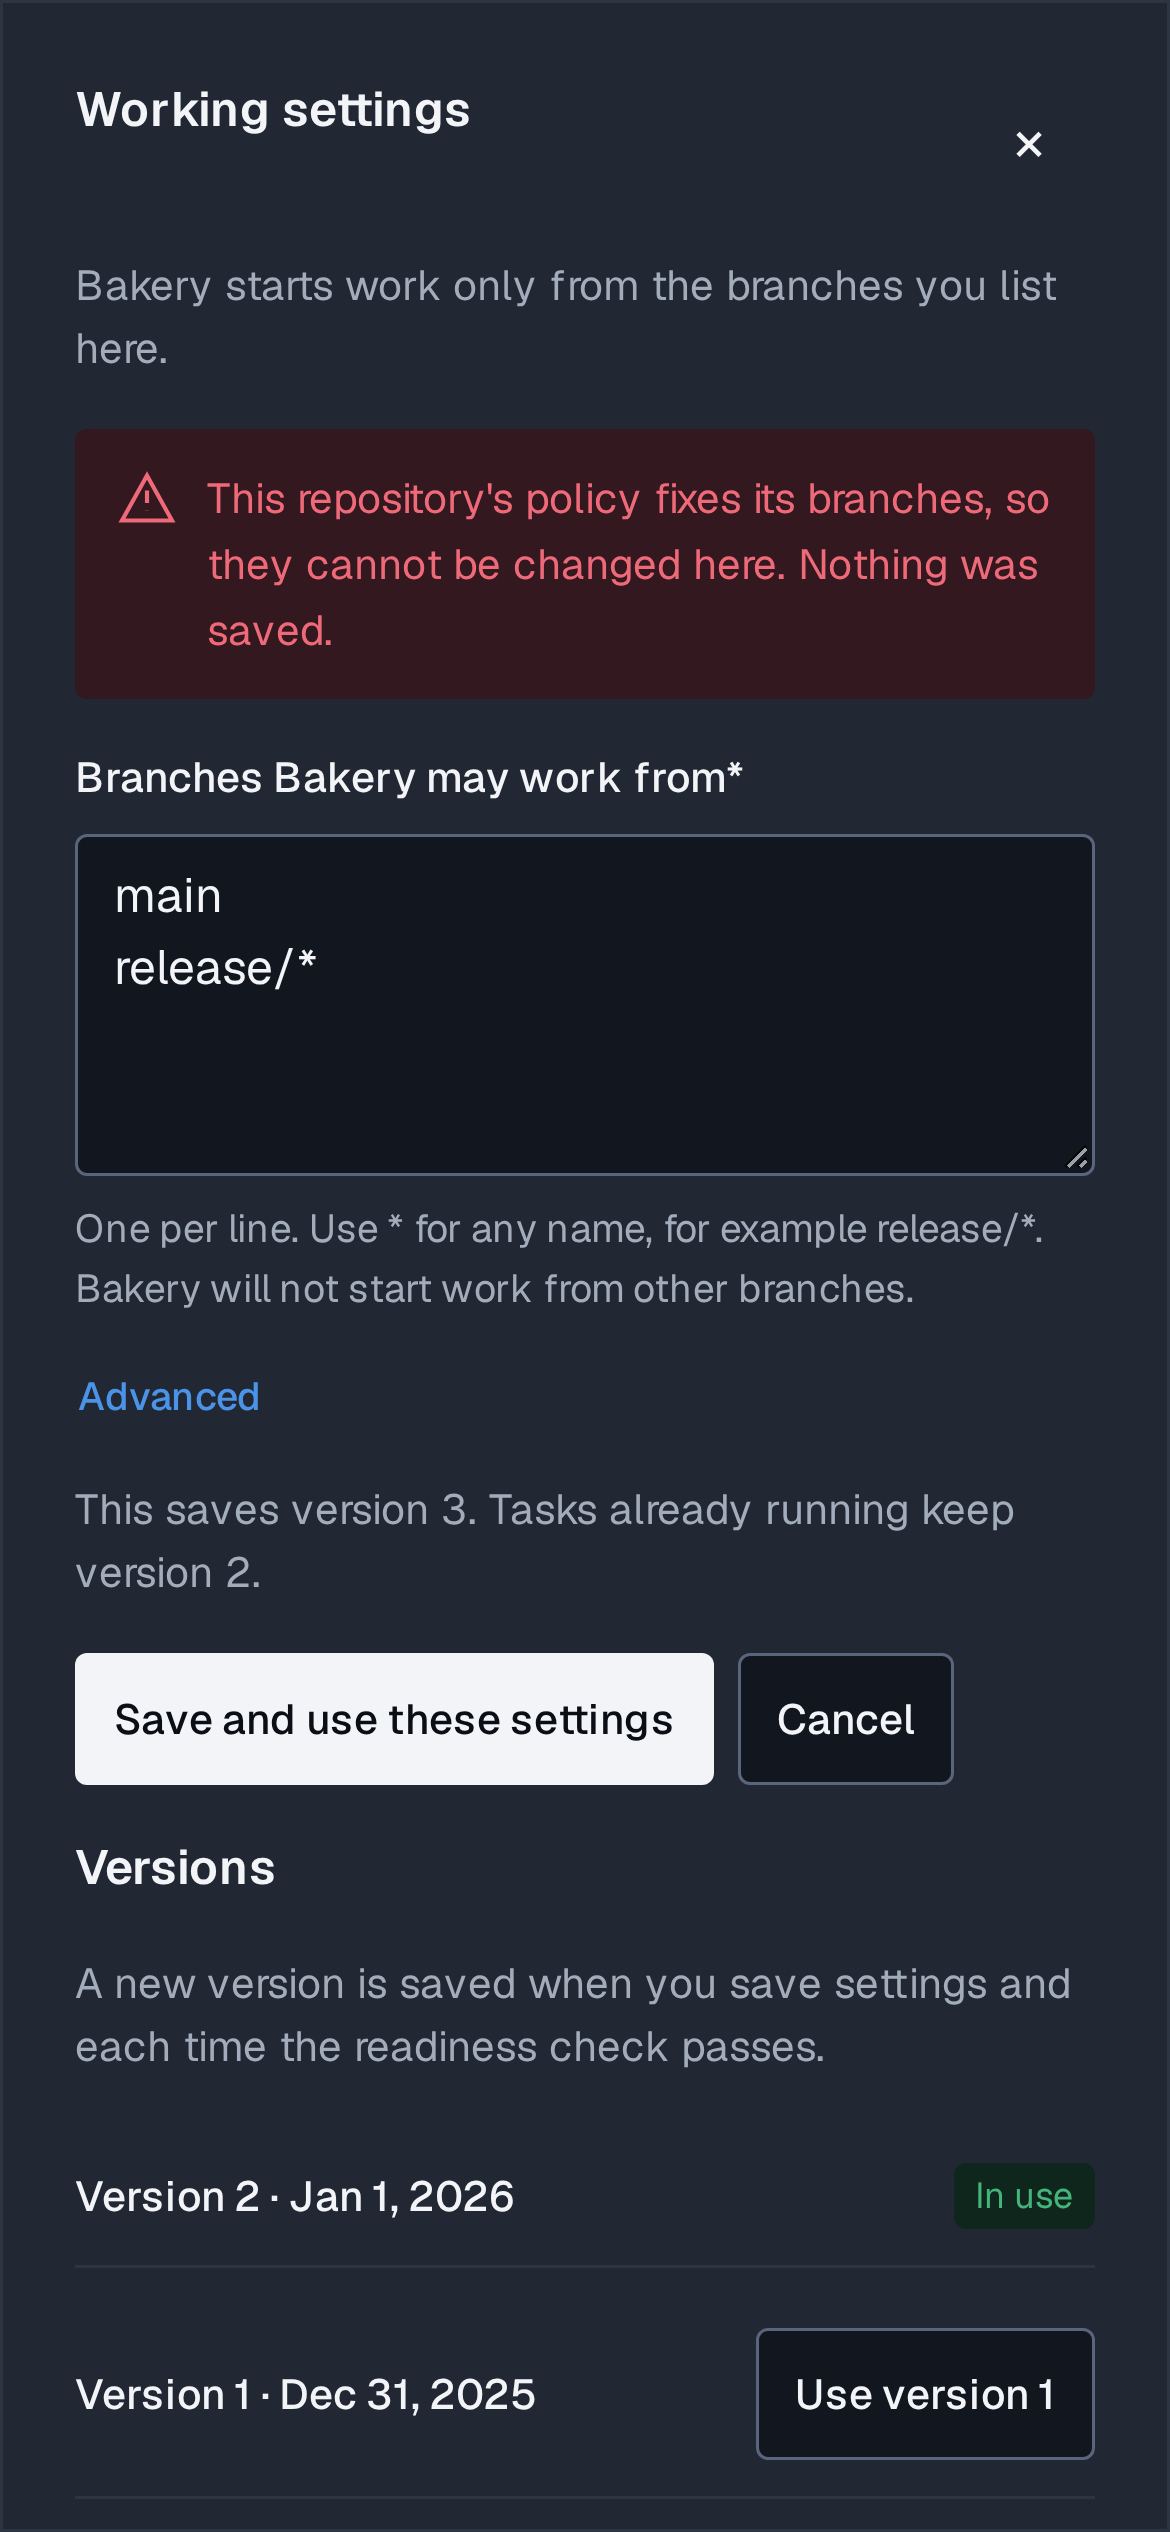 Working settings
Bakery starts work only from the branches you list
here.
This repository's policy fixes its branches, so
they cannot be changed here. Nothing was
saved.
Branches Bakery may work from*
main
release/*
One per line. Use * for any name, for example release/*.
Bakery will not start work from other branches.
Advanced
This saves version 3. Tasks already running keep
version 2.
Save and use these settings
Cancel
Versions
A new version is saved when you save settings and
each time the readiness check passes.
Version 2 · Jan 1, 2026
In use
Version 1 · Dec 31, 2025
Use version 1